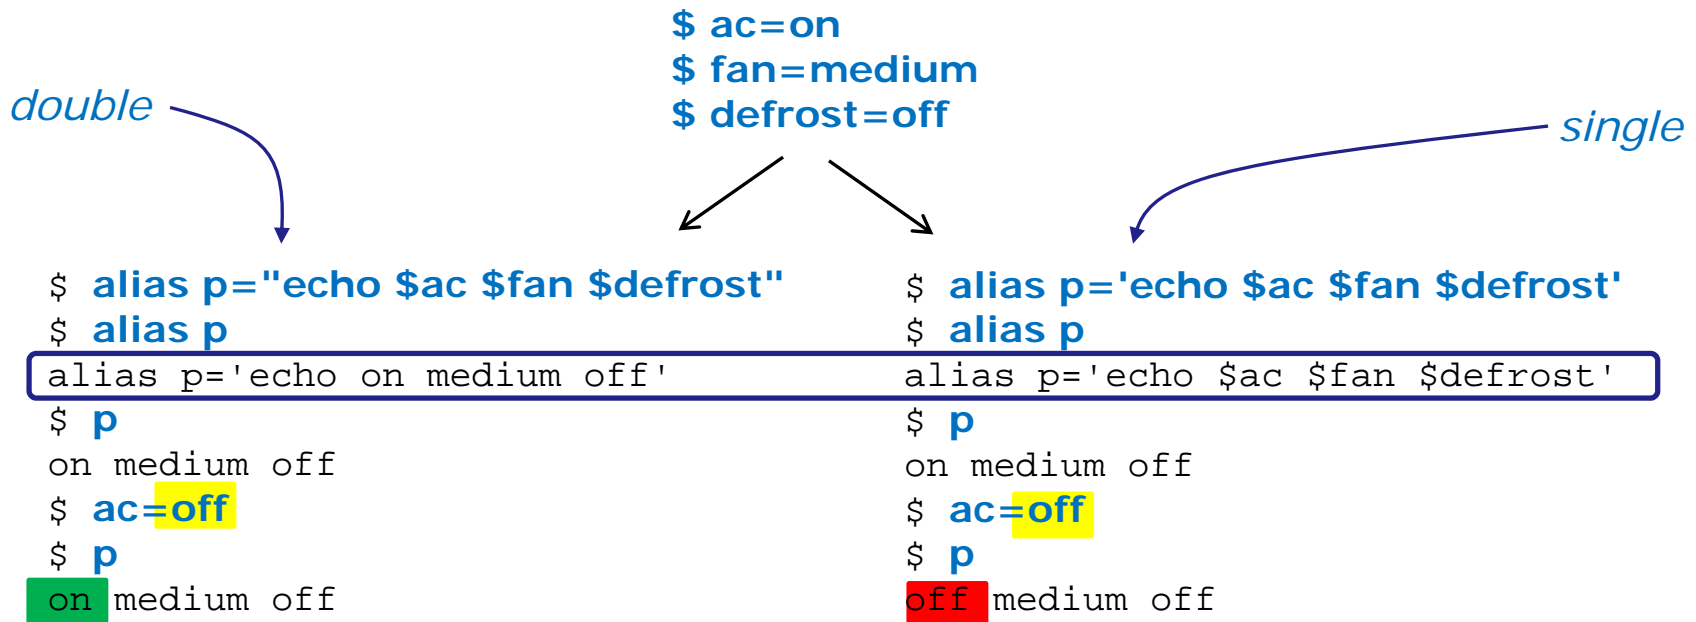 $ ac=on
$ fan=medium
$ defrost=off
double
single
$ alias p="echo $ac $fan $defrost"
$ alias p
alias p='echo on medium off'
$ p
on medium off
$ ac=off
$ p
on medium off
$ alias p='echo $ac $fan $defrost'
$ alias p
alias p='echo $ac $fan $defrost'
$ p
on medium off
$ ac=off
$ p
off medium off